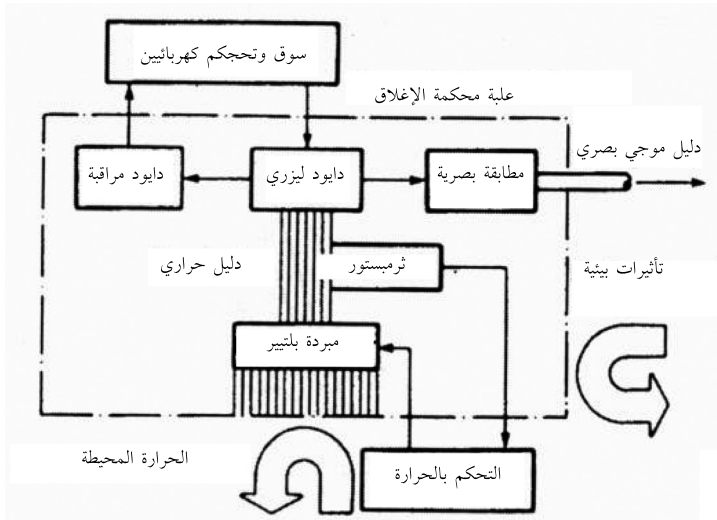 سوق وتحجكم كهربائيين
علبة محكمة الإغلاق
دليل موجي بصري
مطابقة بصرية
دايود ليزري
دايود مراقبة
تأثيرات بيئية
ثرمبستور
دليل حراري
مبردة بلتيير
الحرارة المحيطة
التحكم بالحرارة